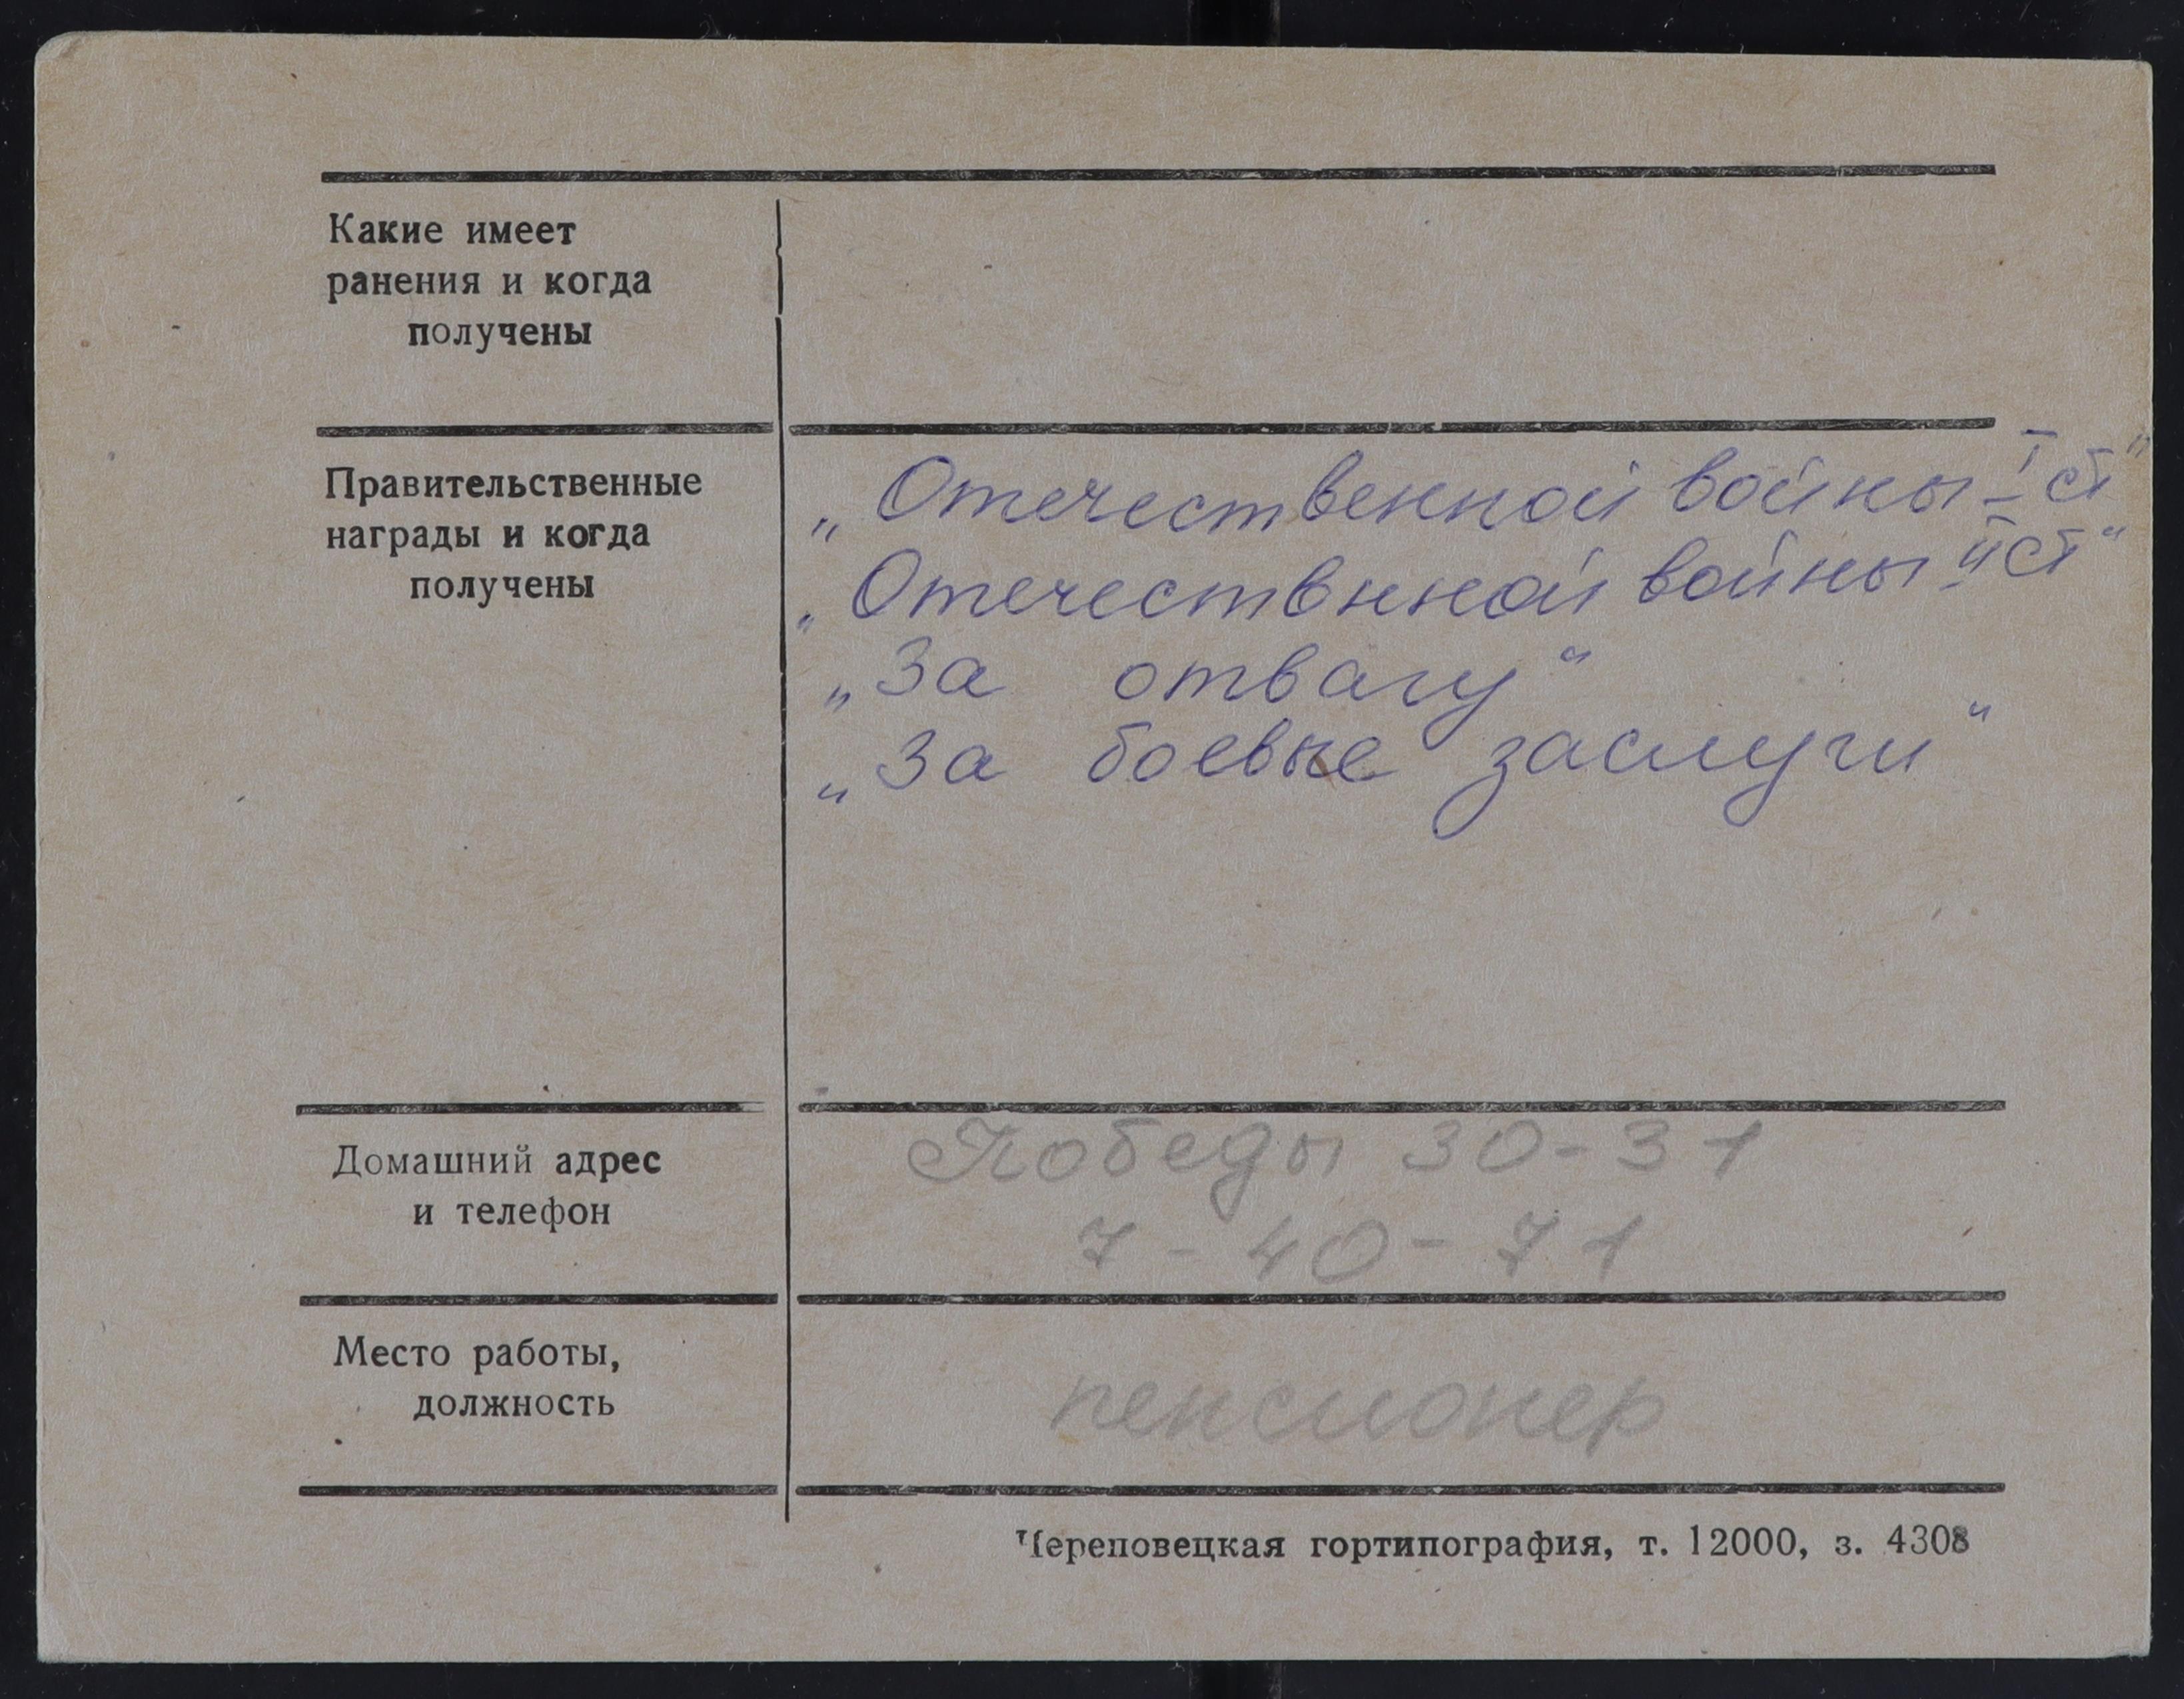 Какие имеет
ранения и когда
получены
Правительственные
награды и когда
получены
„Отечественной войны I ст"
„Отечествнной войны II ст"
„За отвагу"
„За боевые заслуги"
Домашний адрес
и телефон
Победы 30-31
7-40-71
Место работы,
должность
пенсионер
Череповецкая гортипография, т. 12000, з. 4308